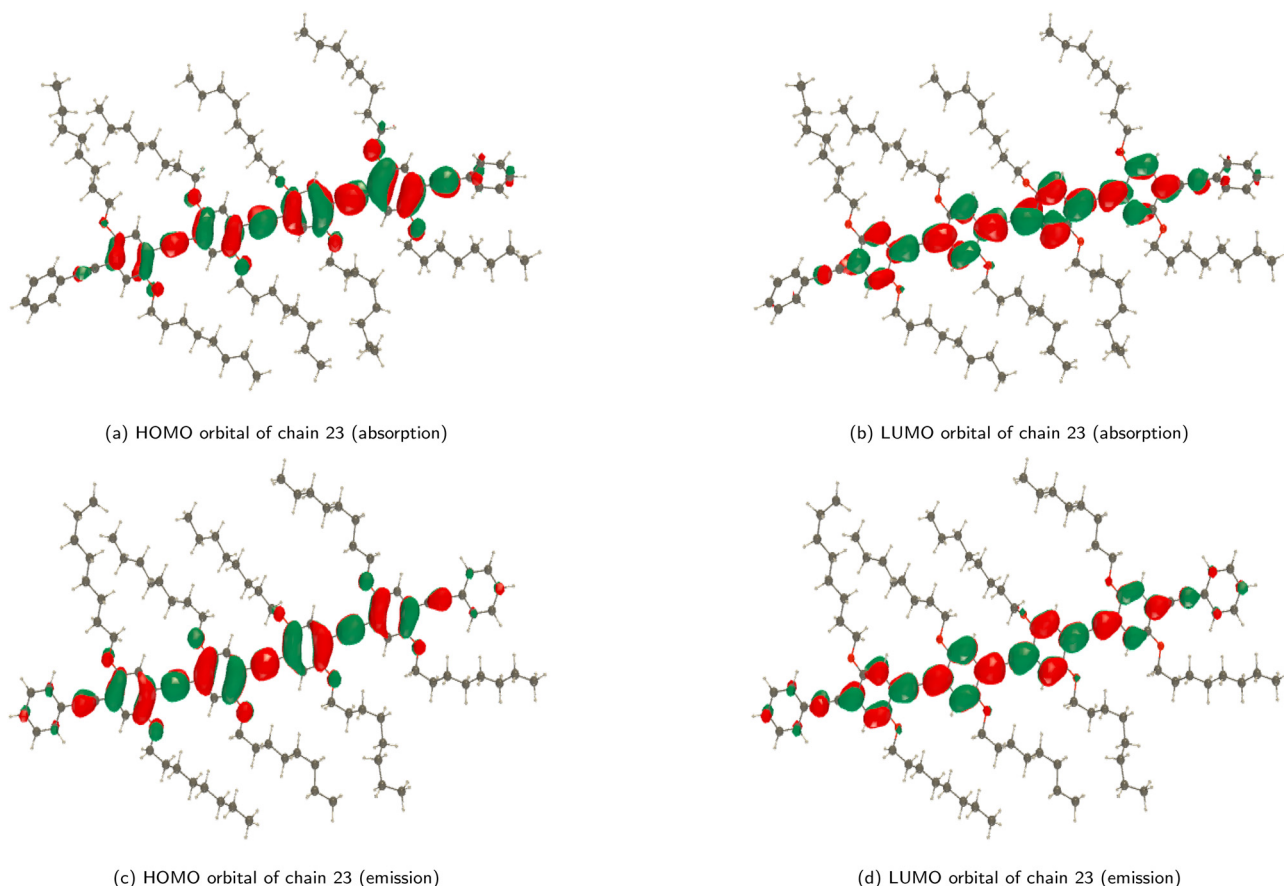 (a) HOMO orbital of chain 23 (absorption)
(b) LUMO orbital of chain 23 (absorption)
(c) HOMO orbital of chain 23 (emission)
(d) LUMO orbital of chain 23 (emission)